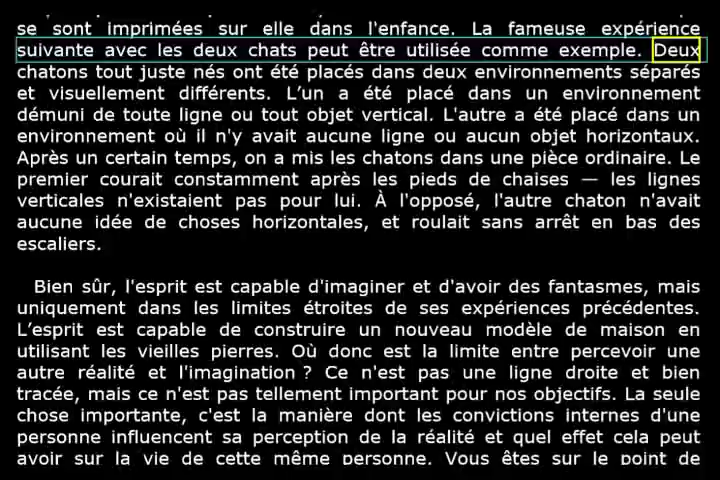 se sont imprimées sur elle dans l'enfance. La fameuse expérience
suivante avec les deux chats peut être utilisée comme exemple. Deux
chatons tout juste nés ont été placés dans deux environnements séparés
et visuellement différents. L’un a été placé dans un environnement
démuni de toute ligne ou tout objet vertical. L'autre a été placé dans un
environnement où il n'y avait aucune ligne ou aucun objet horizontaux.
Après un certain temps, on a mis les chatons dans une pièce ordinaire. Le
premier courait constamment après les pieds de chaises — les lignes
verticales n'existaient pas pour lui. À l'opposé, l'autre chaton n'avait
aucune idée de choses horizontales, et roulait sans arrêt en bas des
escaliers.
Bien sûr, l'esprit est capable d'imaginer et d'avoir des fantasmes, mais
uniquement dans les limites étroites de ses expériences précédentes.
L’esprit est capable de construire un nouveau modèle de maison en
utilisant les vieilles pierres. Où donc est la limite entre percevoir une
autre réalité et l'imagination ? Ce n'est pas une ligne droite et bien
tracée, mais ce n'est pas tellement important pour nos objectifs. La seule
chose importante, c'est la manière dont les convictions internes d'une
personne influencent sa perception de la réalité et quel effet cela peut
avoir sur la vie de cette même personne. Vous êtes sur le point de